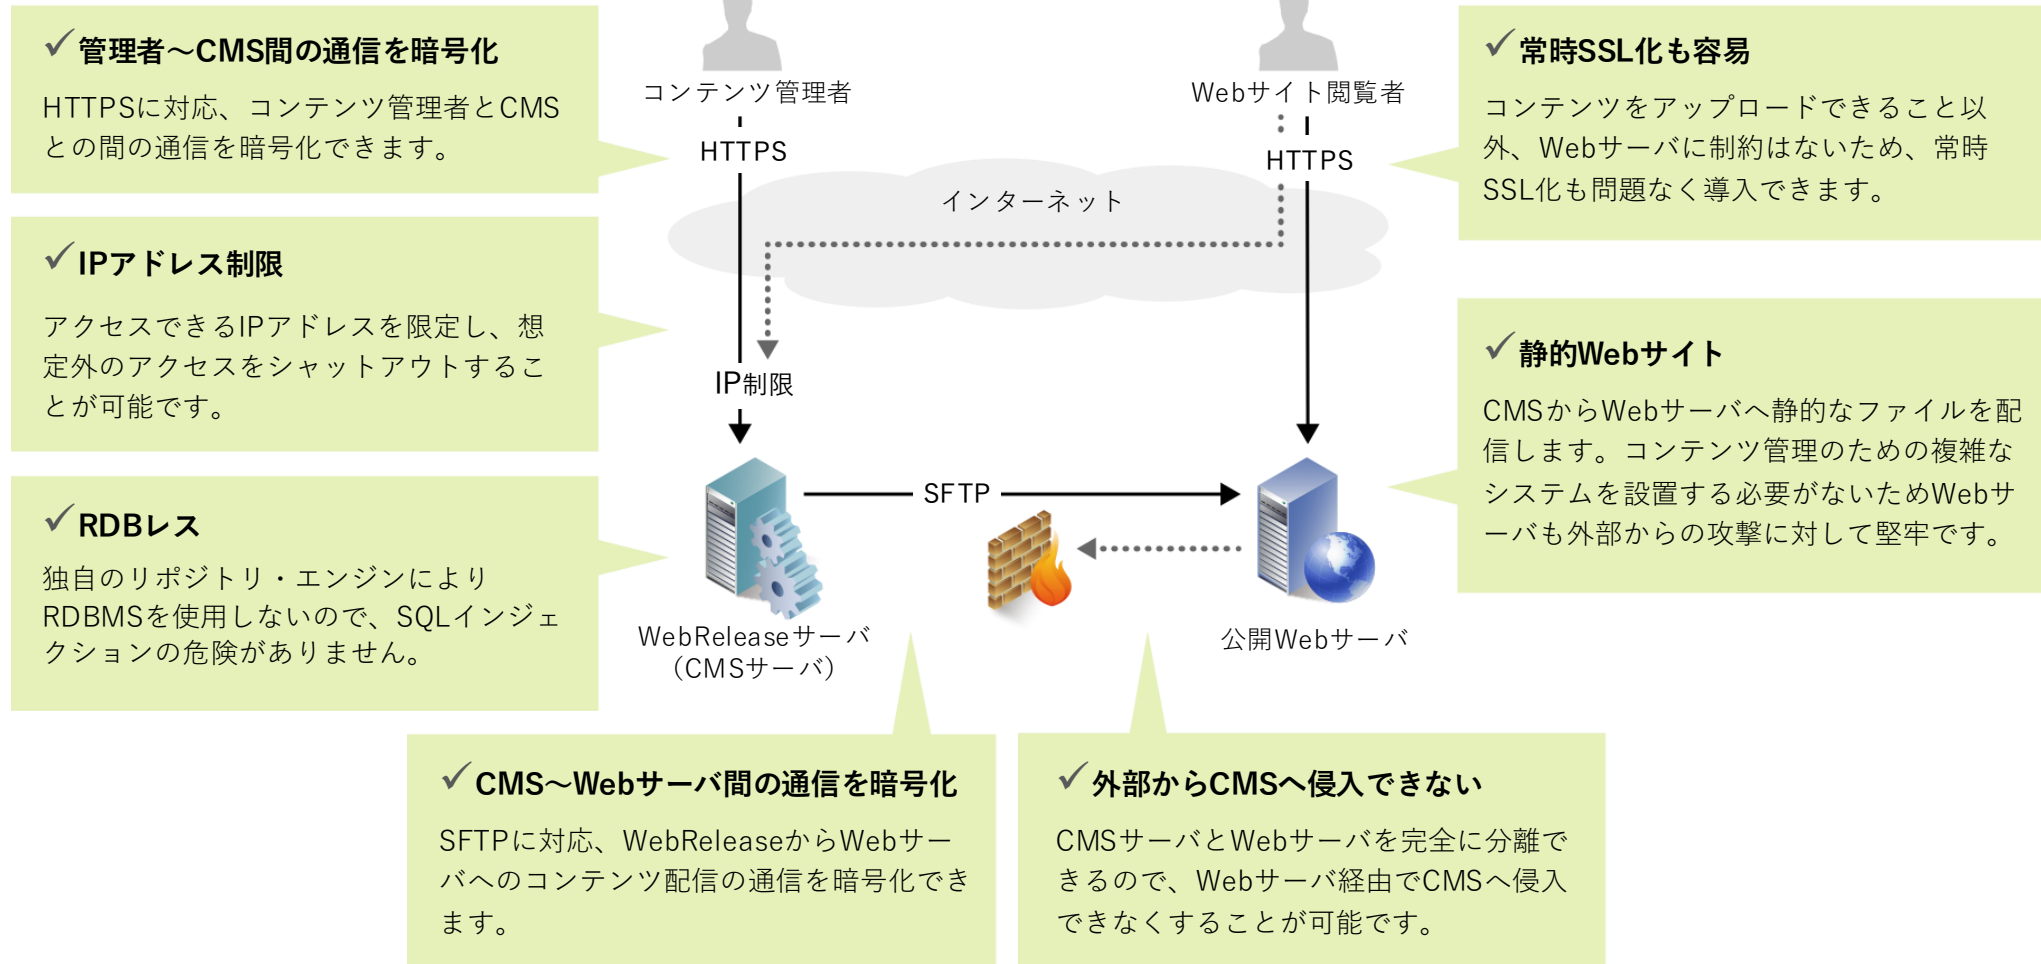 管理者～CMS間の通信を暗号化
HTTPSに対応、コンテンツ管理者とCMS
との間の通信を暗号化できます。
IPアドレス制限
アクセスできるIPアドレスを限定し、想
定外のアクセスをシャットアウトするこ
とが可能です。
RDBレス
独自のリポジトリ・エンジンにより
RDBMSを使用しないので、SQLインジェ
クションの危険がありません。
コンテンツ管理者
HTTPS
Webサイト閲覧者
HTTPS
インターネット
IP制限
SFTP
WebReleaseサーバ
（CMSサーバ）
公開Webサーバ
常時SSL化も容易
コンテンツをアップロードできること以
外、Webサーバに制約はないため、常時
SSL化も問題なく導入できます。
静的Webサイト
CMSからWebサーバへ静的なファイルを配
信します。コンテンツ管理のための複雑な
システムを設置する必要がないためWebサ
ーバも外部からの攻撃に対して堅牢です。
CMS～Webサーバ間の通信を暗号化
SFTPに対応、WebReleaseからWebサー
バへのコンテンツ配信の通信を暗号化でき
ます。
外部からCMSへ侵入できない
CMSサーバとWebサーバを完全に分離で
きるので、Webサーバ経由でCMSへ侵入
できなくすることが可能です。